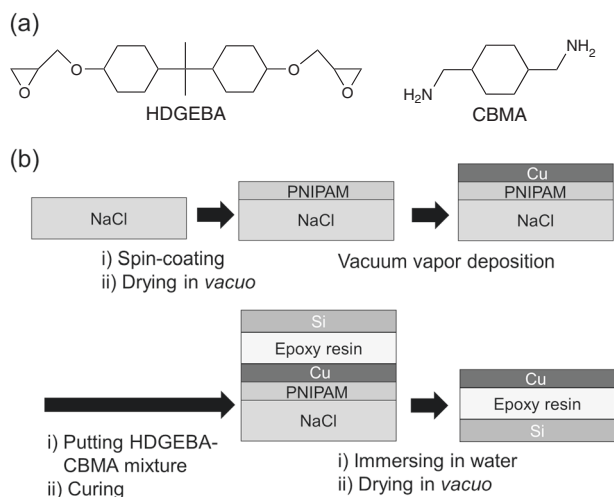 (a)
O
O
O
O
HDGEBA
NH2
H2N
CBMA
(b)
NaCl
PNIPAM
NaCl
Cu
PNIPAM
NaCl
i) Spin-coating
ii) Drying in vacuo
Vacuum vapor deposition
Si
Epoxy resin
Cu
PNIPAM
NaCl
Cu
Epoxy resin
Si
i) Putting HDGEBA-
CBMA mixture
ii) Curing
i) Immersing in water
ii) Drying in vacuo